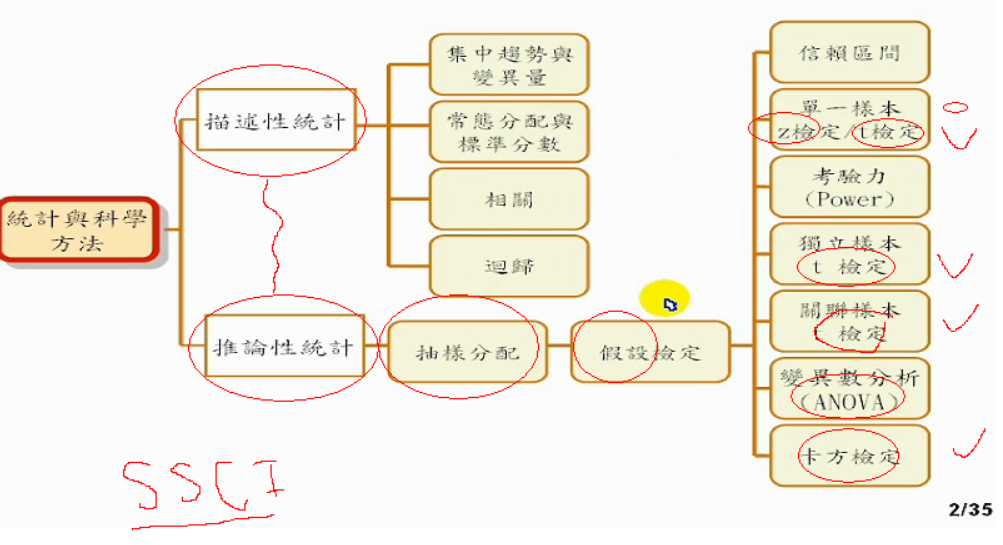 統計與科學
方法
描述性統計
集中趨勢與
變異量
常態分配與
標準分數
相關
迴歸
推論性統計
抽樣分配
假設檢定
信賴區間
單一樣本
z檢定/t檢定
考驗力
(Power)
獨立樣本
t 檢定
關聯樣本
t 檢定
變異數分析
(ANOVA)
卡方檢定
SSCI
2/35